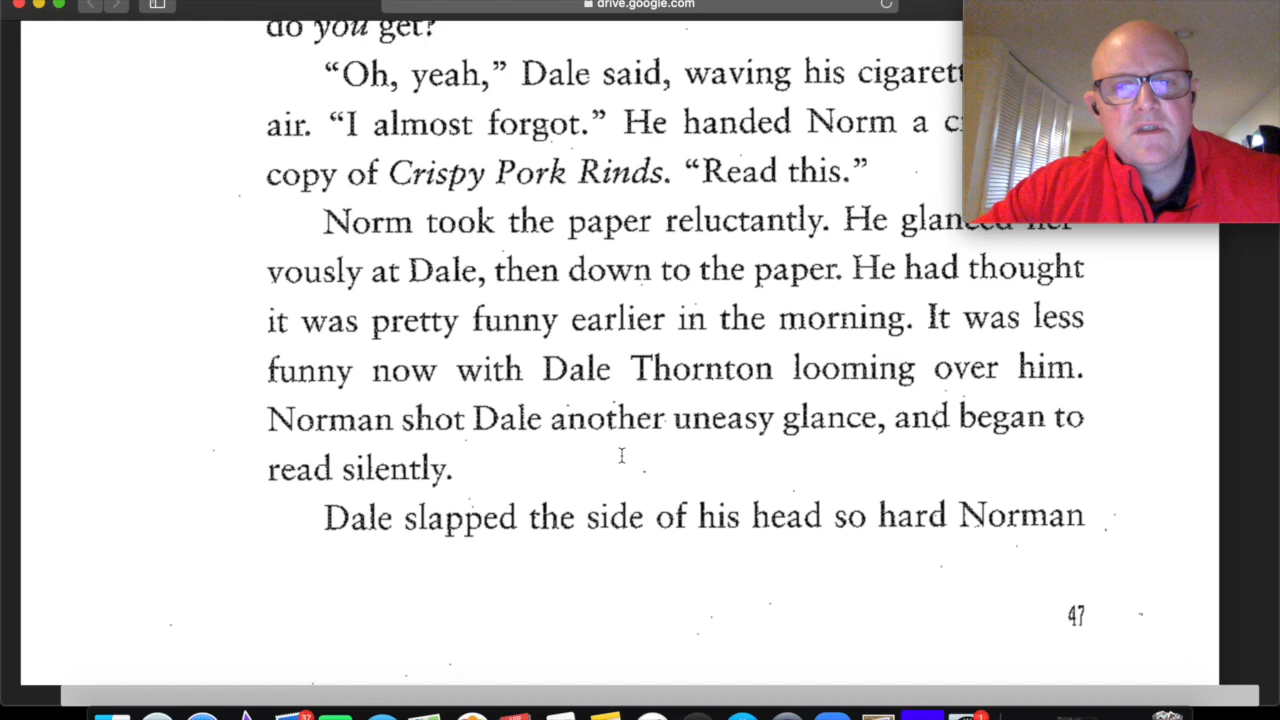 drive.google.com
do you get?
“Oh, yeah,” Dale said, waving his
air. “I almost forgot.” He handed Norm a
copy of Crispy Pork Rinds. “Read this.”
Norm took the paper reluctantly. He
vously at Dale, then down to the paper. He had thought
it was pretty funny earlier in the morning. It was less
funny now with Dale Thornton looming over him.
Norman shot Dale another uneasy glance, and began to
read silently.
Dale slapped the side of his head so hard Norman
47
37
1